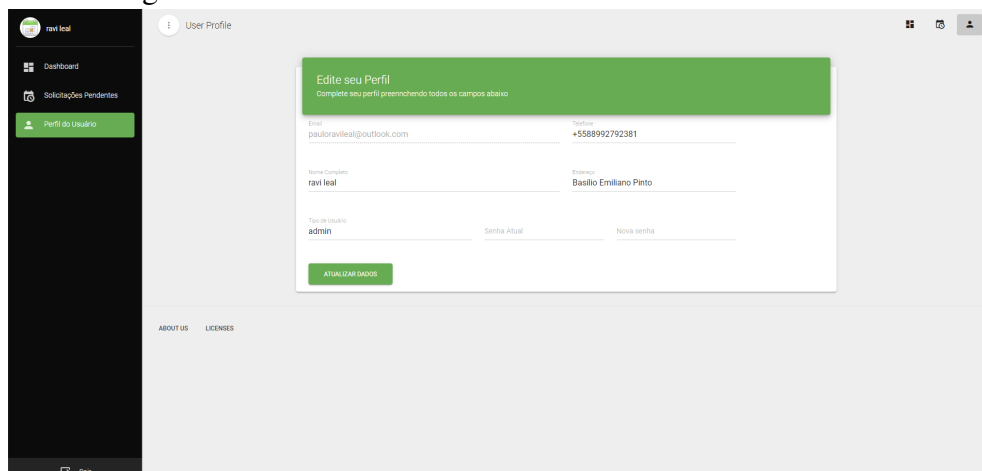 ravi leal
User Profile
Dashboard
Solicitações Pendentes
Perfil do Usuário
Edite seu Perfil
Complete seu perfil preennchendo todos os campos abaixo
Email
Telefone
pauloravileal@outlook.com
+5588992792381
Nome Completo
Endereço
ravi leal
Basílio Emiliano Pinto
Tipo de Usuário
admin
Senha Atual
Nova senha
ATUALIZAR DADOS
ABOUT US
LICENSES